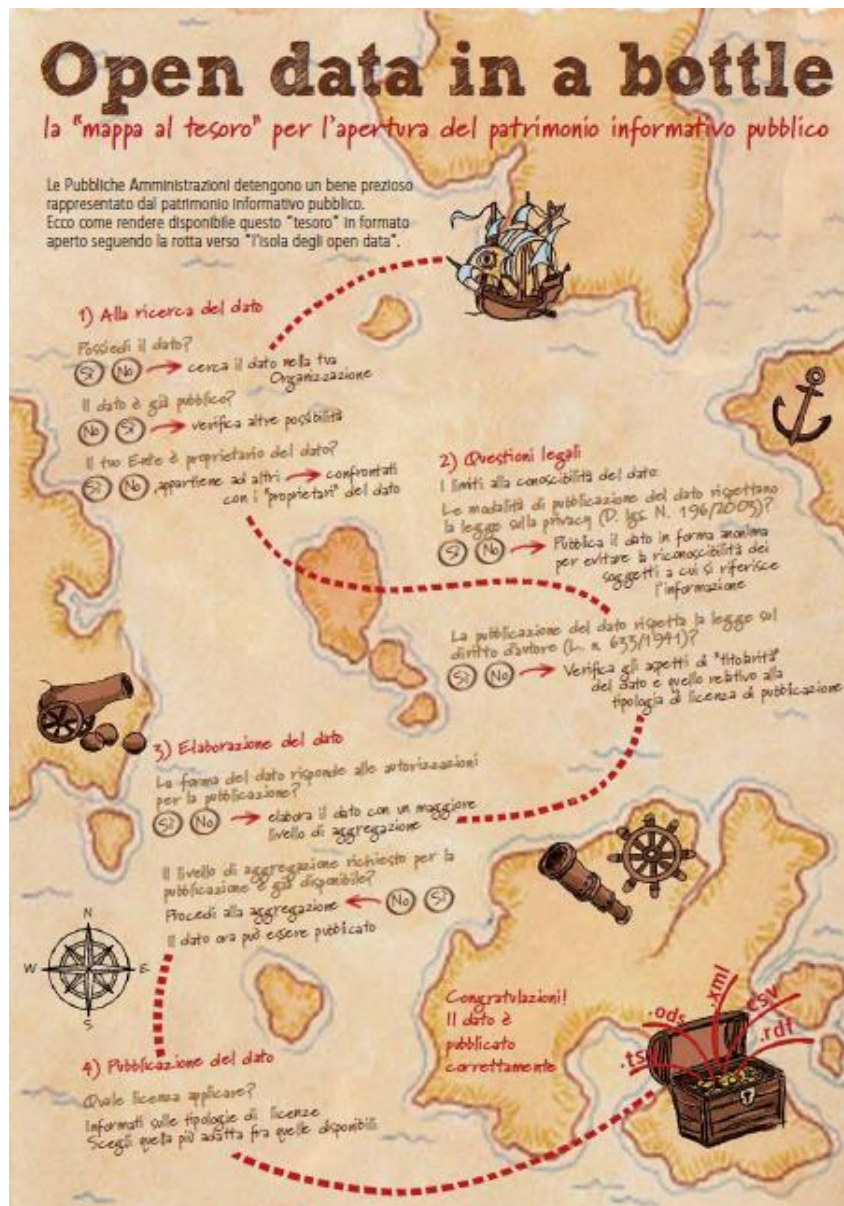 Open data in a bottle
la "mappa al tesoro" per l'apertura del patrimonio informativo pubblico
Le Pubbliche Amministrazioni detengono un bene prezioso
rappresentato dal patrimonio informativo pubblico.
Ecco come rendere disponibile questo "tesoro" in formato
aperto seguendo la rotta verso "l'isola degli open data".
1) Alla ricerca del dato
Possiedi il dato?
Sì No cerca il dato nella tua
Organizzazione
Il dato è già pubblico?
No Sì verifica altre possibilità
Il tuo Ente è proprietario del dato?
Sì No, appartiene ad altri confrontati
con i "proprietari" del dato
2) Questioni legali
I limiti alla conoscibilità del dato:
Le modalità di pubblicazione del dato rispettano
la legge sulla privacy (D. lgs. N. 196/2003)?
Sì No Pubblica il dato in forma anonima
per evitare la riconoscibilità dei
soggetti a cui si riferisce
l'informazione
La pubblicazione del dato rispetta la legge sul
diritto d'autore (L. n. 633/1941)?
Sì No Verifica gli aspetti di "titolarità"
del dato e quello relativo alla
tipologia di licenza di pubblicazione
3) Elaborazione del dato
La forma del dato risponde alle autorizzazioni
per la pubblicazione?
Sì No elabora il dato con un maggiore
livello di aggregazione
Il livello di aggregazione richiesto per la
pubblicazione è già disponibile?
Procedi alla aggregazione No Sì
Il dato ora può essere pubblicato
N
W E
S
4) Pubblicazione del dato
Quale licenza applicare?
Informati sulle tipologie di licenze
Scegli quella più adatta fra quelle disponibili
Congratulazioni!
Il dato è
pubblicato
correttamente
.ods
.xml
.csv
.rdf